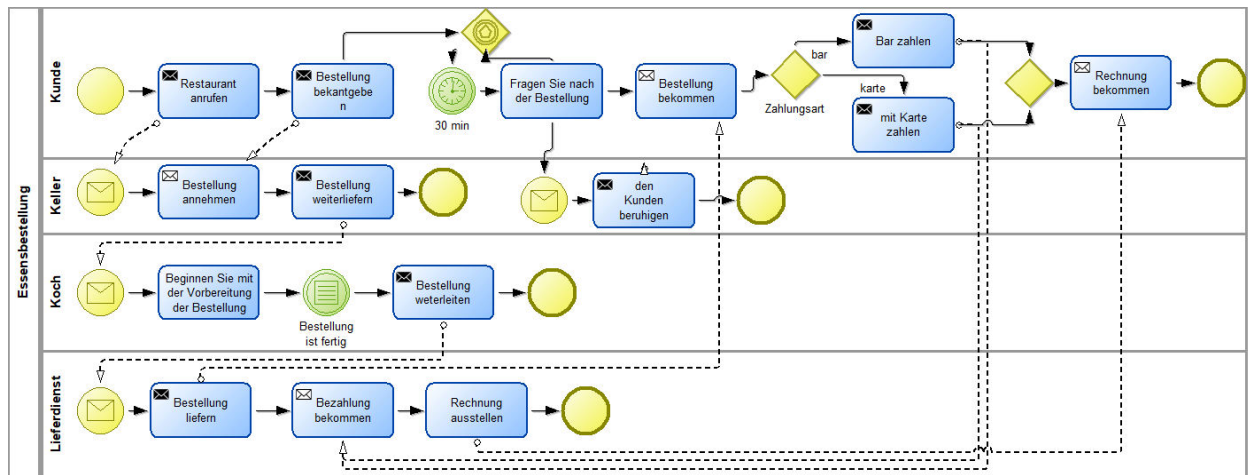 Essensbestellung
Kunde
Restaurant
anrufen
Bestellung
bekantgebe
n
30 min
Fragen Sie nach
der Bestellung
Bestellung
bekommen
Zahlungsart
bar
karte
Bar zahlen
mit Karte
zahlen
Rechnung
bekommen
Keller
Bestellung
annehmen
Bestellung
weiterliefern
den
Kunden
beruhigen
Koch
Beginnen Sie mit
der Vorbereitung
der Bestellung
Bestellung
ist fertig
Bestellung
weterleiten
Lieferdienst
Bestellung
liefern
Bezahlung
bekommen
Rechnung
ausstellen